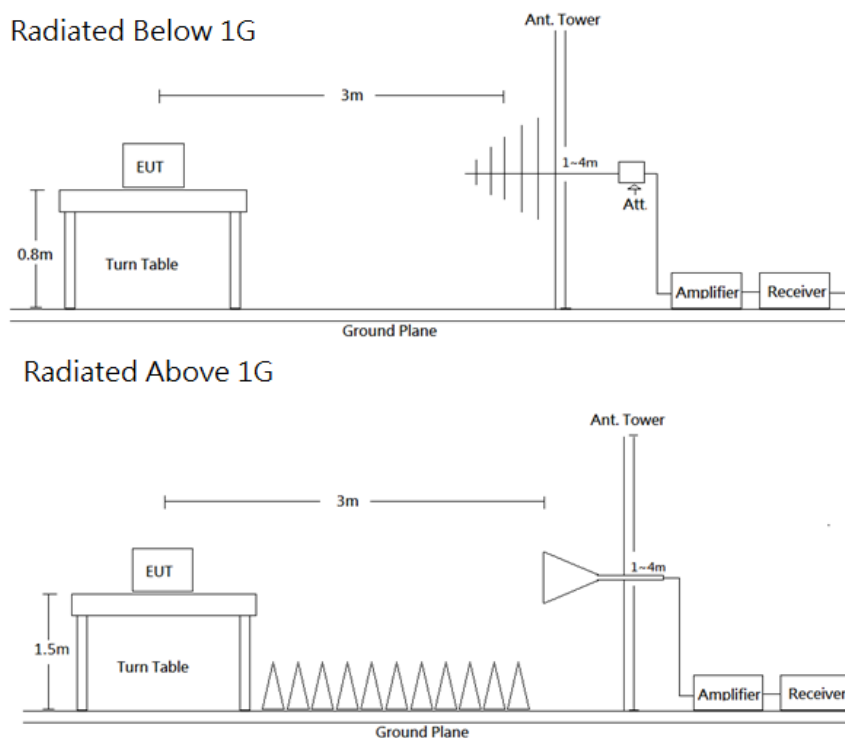 Radiated Below 1G
Ant. Tower
3m
EUT
1~4m
Att.
0.8m
Turn Table
Amplifier
Receiver
Ground Plane
Radiated Above 1G
Ant. Tower
3m
EUT
1~4m
1.5m
Turn Table
Amplifier
Receiver
Ground Plane